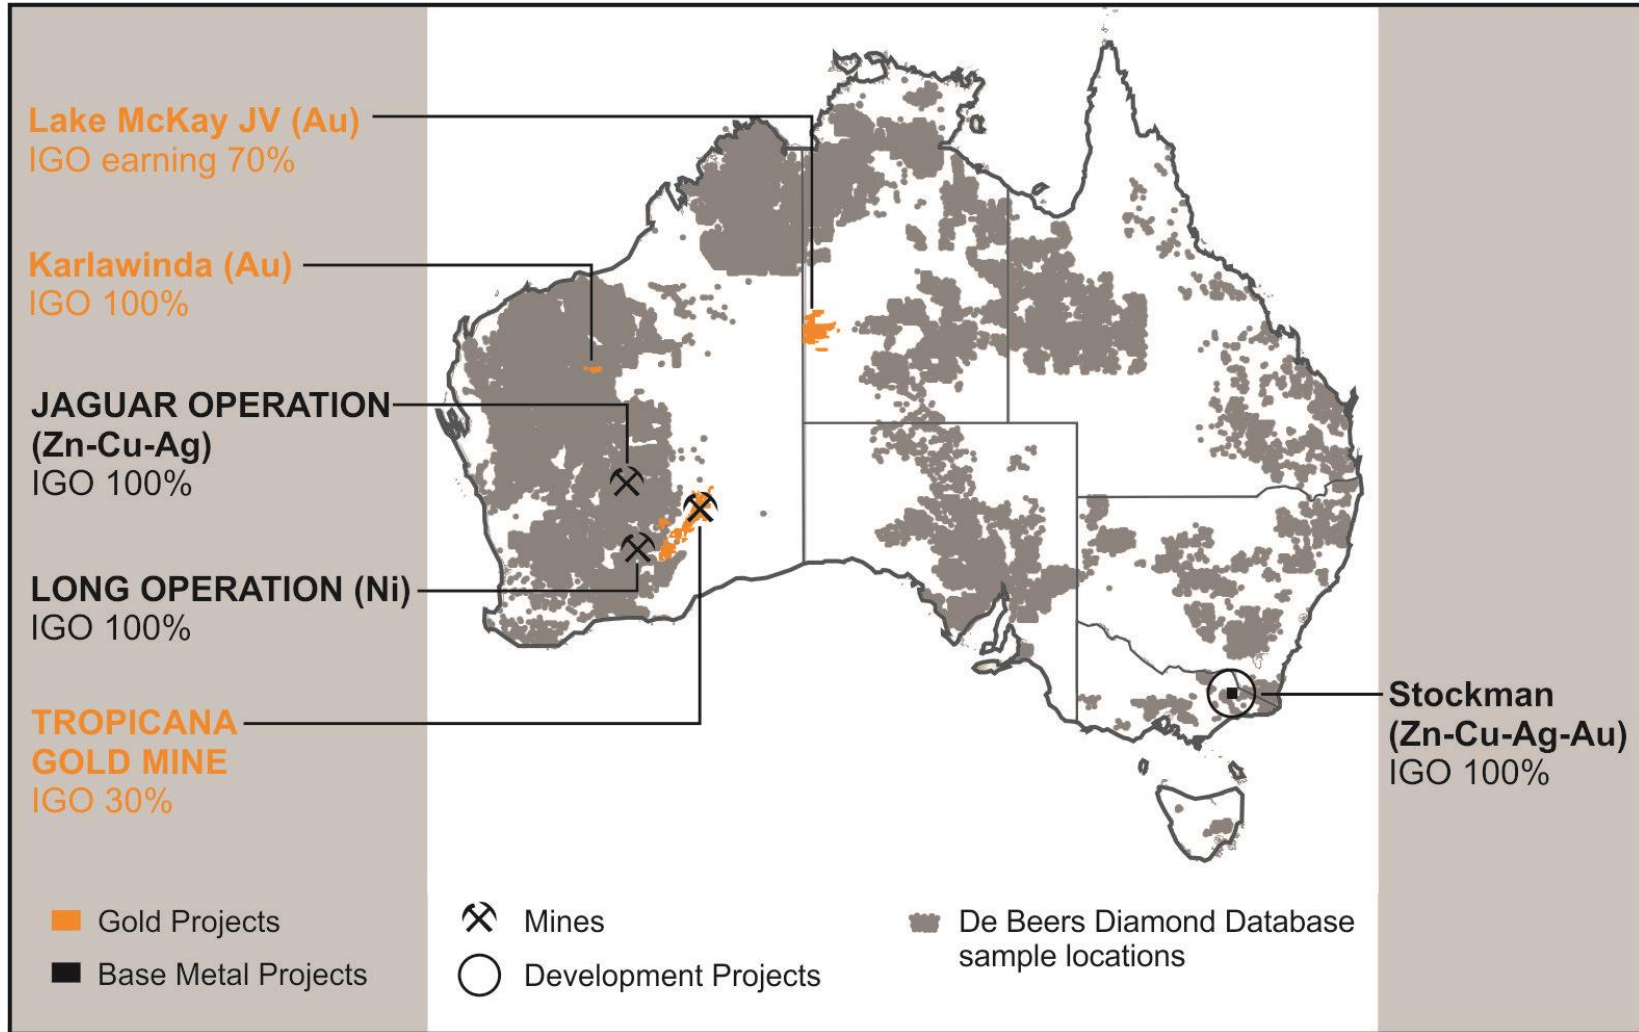 Lake McKay JV (Au)
IGO earning 70%
Karlawinda (Au)
IGO 100%
JAGUAR OPERATION
(Zn-Cu-Ag)
IGO 100%
LONG OPERATION (Ni)
IGO 100%
TROPICANA
GOLD MINE
IGO 30%
Stockman
(Zn-Cu-Ag-Au)
IGO 100%
Gold Projects
Base Metal Projects
Mines
Development Projects
De Beers Diamond Database
sample locations